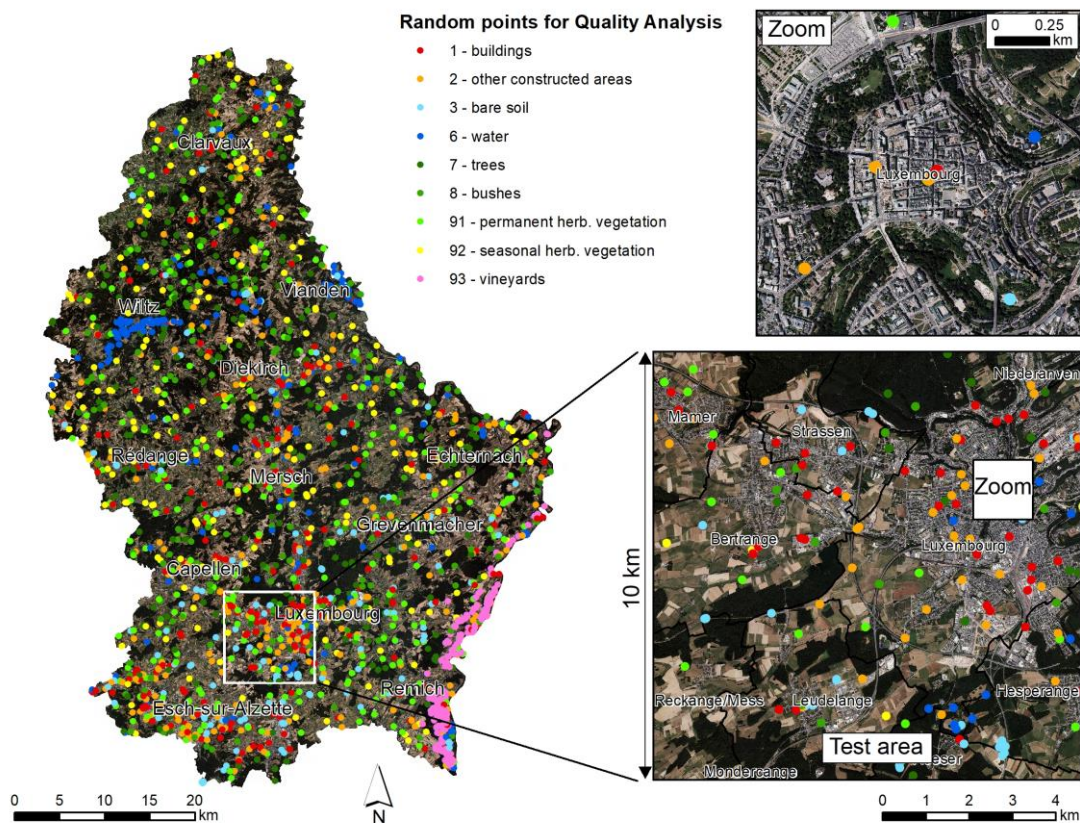 Random points for Quality Analysis
1 - buildings
2 - other constructed areas
3 - bare soil
6 - water
7 - trees
8 - bushes
91 - permanent herb. vegetation
92 - seasonal herb. vegetation
93 - vineyards
Zoom
0 0.25
km
Luxembourg
Clarvaux
Vianden
Wiltz
Diekirch
Redange
Echternach
Mersch
Grevenmacher
Capellen
Luxembourg
Remich
Esch-sur-Alzette
0 5 10 15 20
km
N
10 km
Niederanven
Mamer
Strassen
Zoom
Bertrange
Luxembourg
Reckange/Mess
Leudelange
Hesperange
Test area
Mondercange
0 1 2 3 4
km